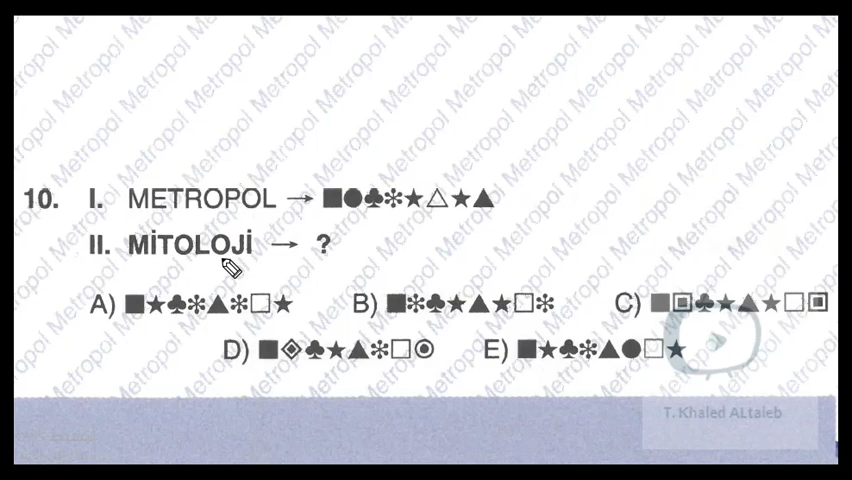 10. I. METROPOL → ■●♣✻★△★▲
II. MİTOLOJİ → ?
A) ■★♣✻▲✻□★ B) ■✻♣★▲★□✻ C) ■▣♣★▲★□▣
D) ■◈♣★▲✻□◉ E) ■★♣✻▲●□★
T. Khaled ALtaleb